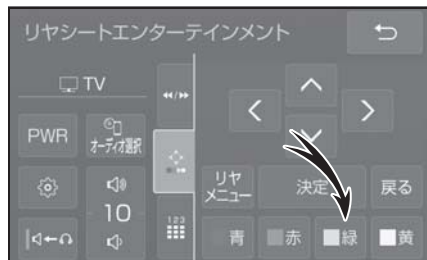 リヤシートエンターテインメント
TV
PWR
オーディオ選択
10
123
リヤ
メニュー
決定
戻る
青
赤
緑
黄